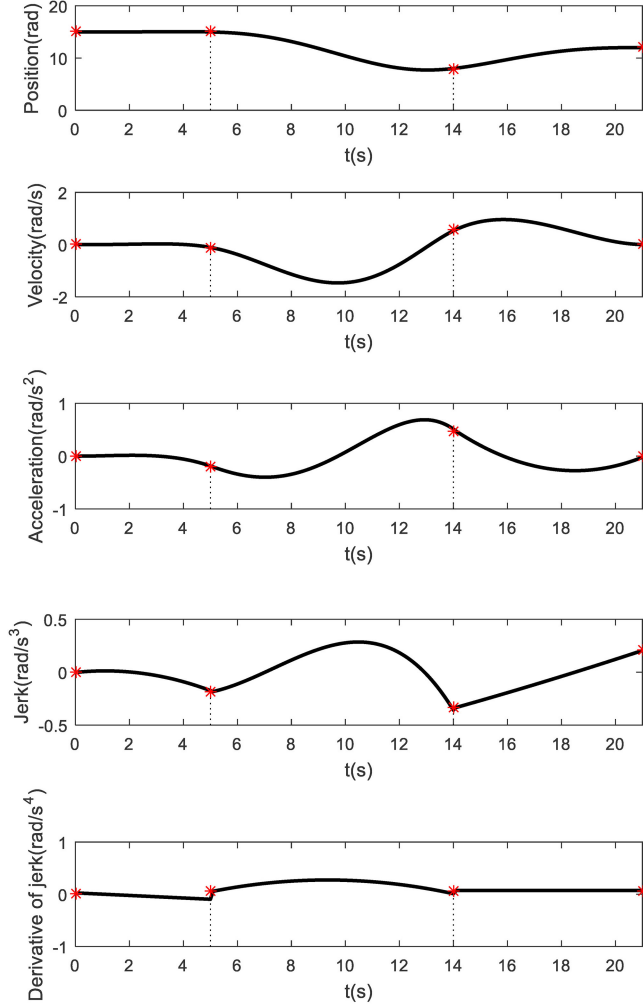 Position(rad)
20
10
0
0 2 4 6 8 10 12 14 16 18 20
t(s)
Velocity(rad/s)
2
0
-2
0 2 4 6 8 10 12 14 16 18 20
t(s)
Acceleration(rad/s²)
1
0
-1
0 2 4 6 8 10 12 14 16 18 20
t(s)
Jerk(rad/s³)
0.5
0
-0.5
0 2 4 6 8 10 12 14 16 18 20
t(s)
Derivative of jerk(rad/s⁴)
1
0
-1
0 2 4 6 8 10 12 14 16 18 20
t(s)